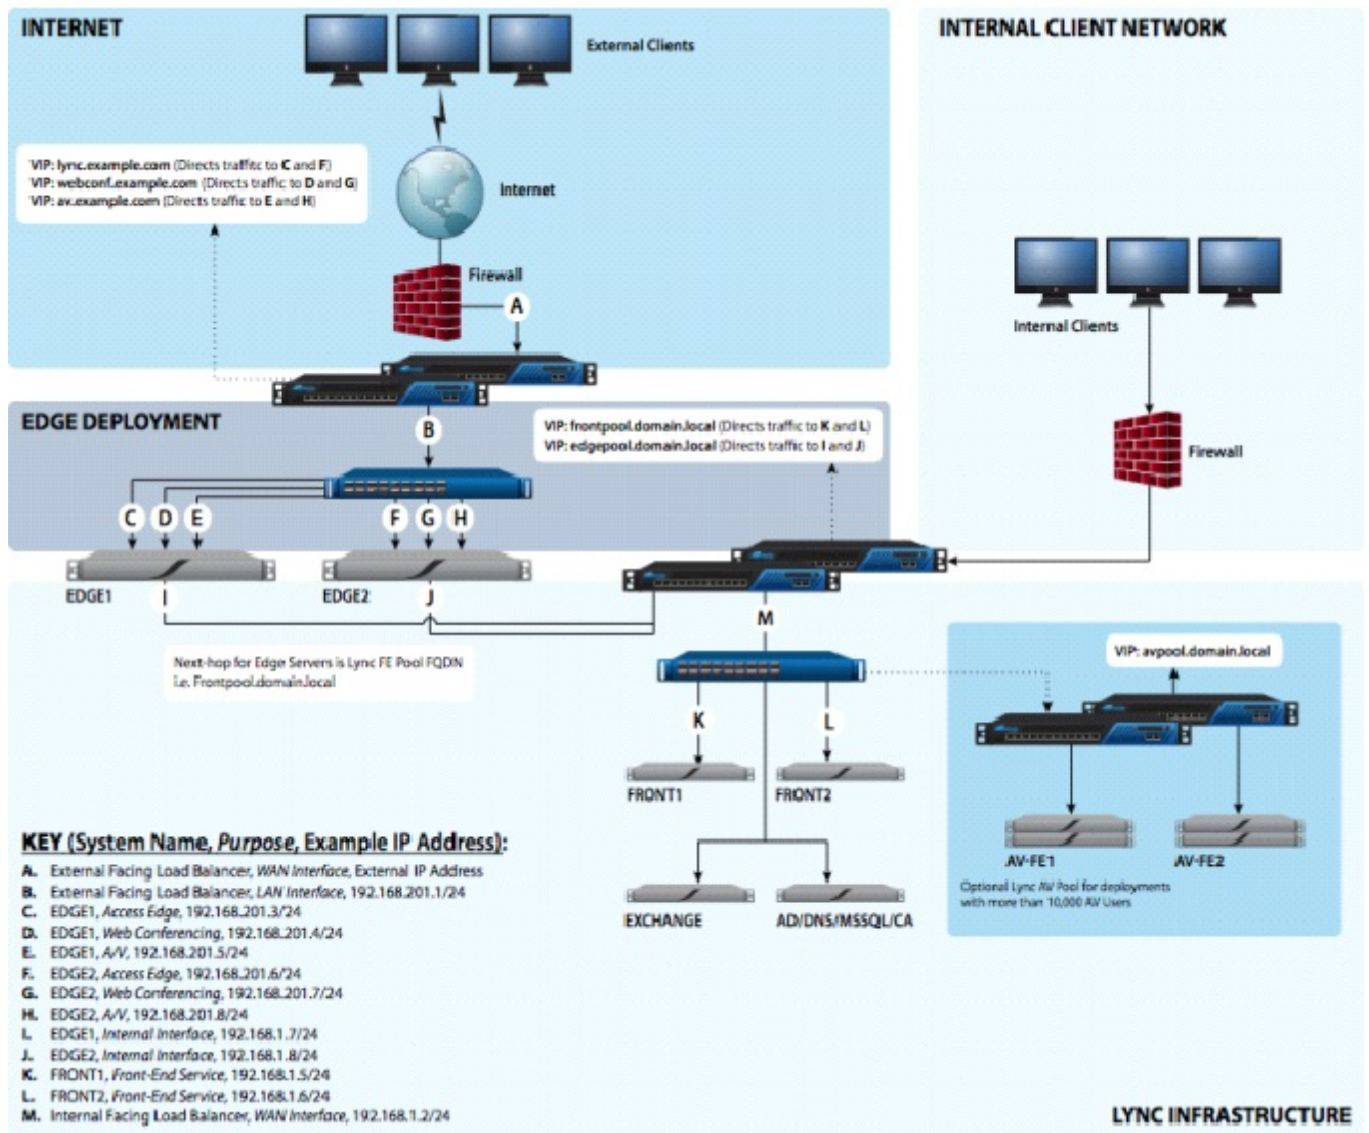 INTERNET
External Clients
INTERNAL CLIENT NETWORK
VIP: lync.example.com (Directs traffitc to C and F)
VIP: webconf.example.com (Directs traffic to D and G)
VIP: av.example.com (Directs traffic to E and H)
Internet
Firewall
A
Internal Clients
Firewall
EDGE DEPLOYMENT
B
VIP: frontpool.domain.local (Directs traffic to K and L)
VIP: edgepool.domain.local (Directs traffic to I and J)
C D E F G H
EDGE1
I
EDGE2
J
M
Next-hop for Edge Servers is Lync FE Pool FQDN
i.e. Frontpool.domain.local
VIP: avpool.domain.local
K
L
FRONT1
FRONT2
AV-FE1
AV-FE2
Optional Lync AV Pool for deployments
with more than 10,000 AV Users
EXCHANGE
AD/DNS/MSSQL/CA
KEY (System Name, Purpose, Example IP Address):
A. External Facing Load Balancer, WAN Interface, External IP Address
B. External Facing Load Balancer, LAN Interface, 192.168.201.1/24
C. EDGE1, Access Edge, 192.168.201.3/24
D. EDGE1, Web Conferencing, 192.168.201.4/24
E. EDGE1, A/V, 192.168.201.5/24
F. EDGE2, Access Edge, 192.168.201.6/24
G. EDGE2, Web Conferencing, 192.168.201.7/24
H. EDGE2, A/V, 192.168.201.8/24
I. EDGE1, Internal Interface, 192.168.1.7/24
J. EDGE2, Internal Interface, 192.168.1.8/24
K. FRONT1, Front-End Service, 192.168.1.5/24
L. FRONT2, Front-End Service, 192.168.1.6/24
M. Internal Facing Load Balancer, WAN Interface, 192.168.1.2/24
LYNC INFRASTRUCTURE